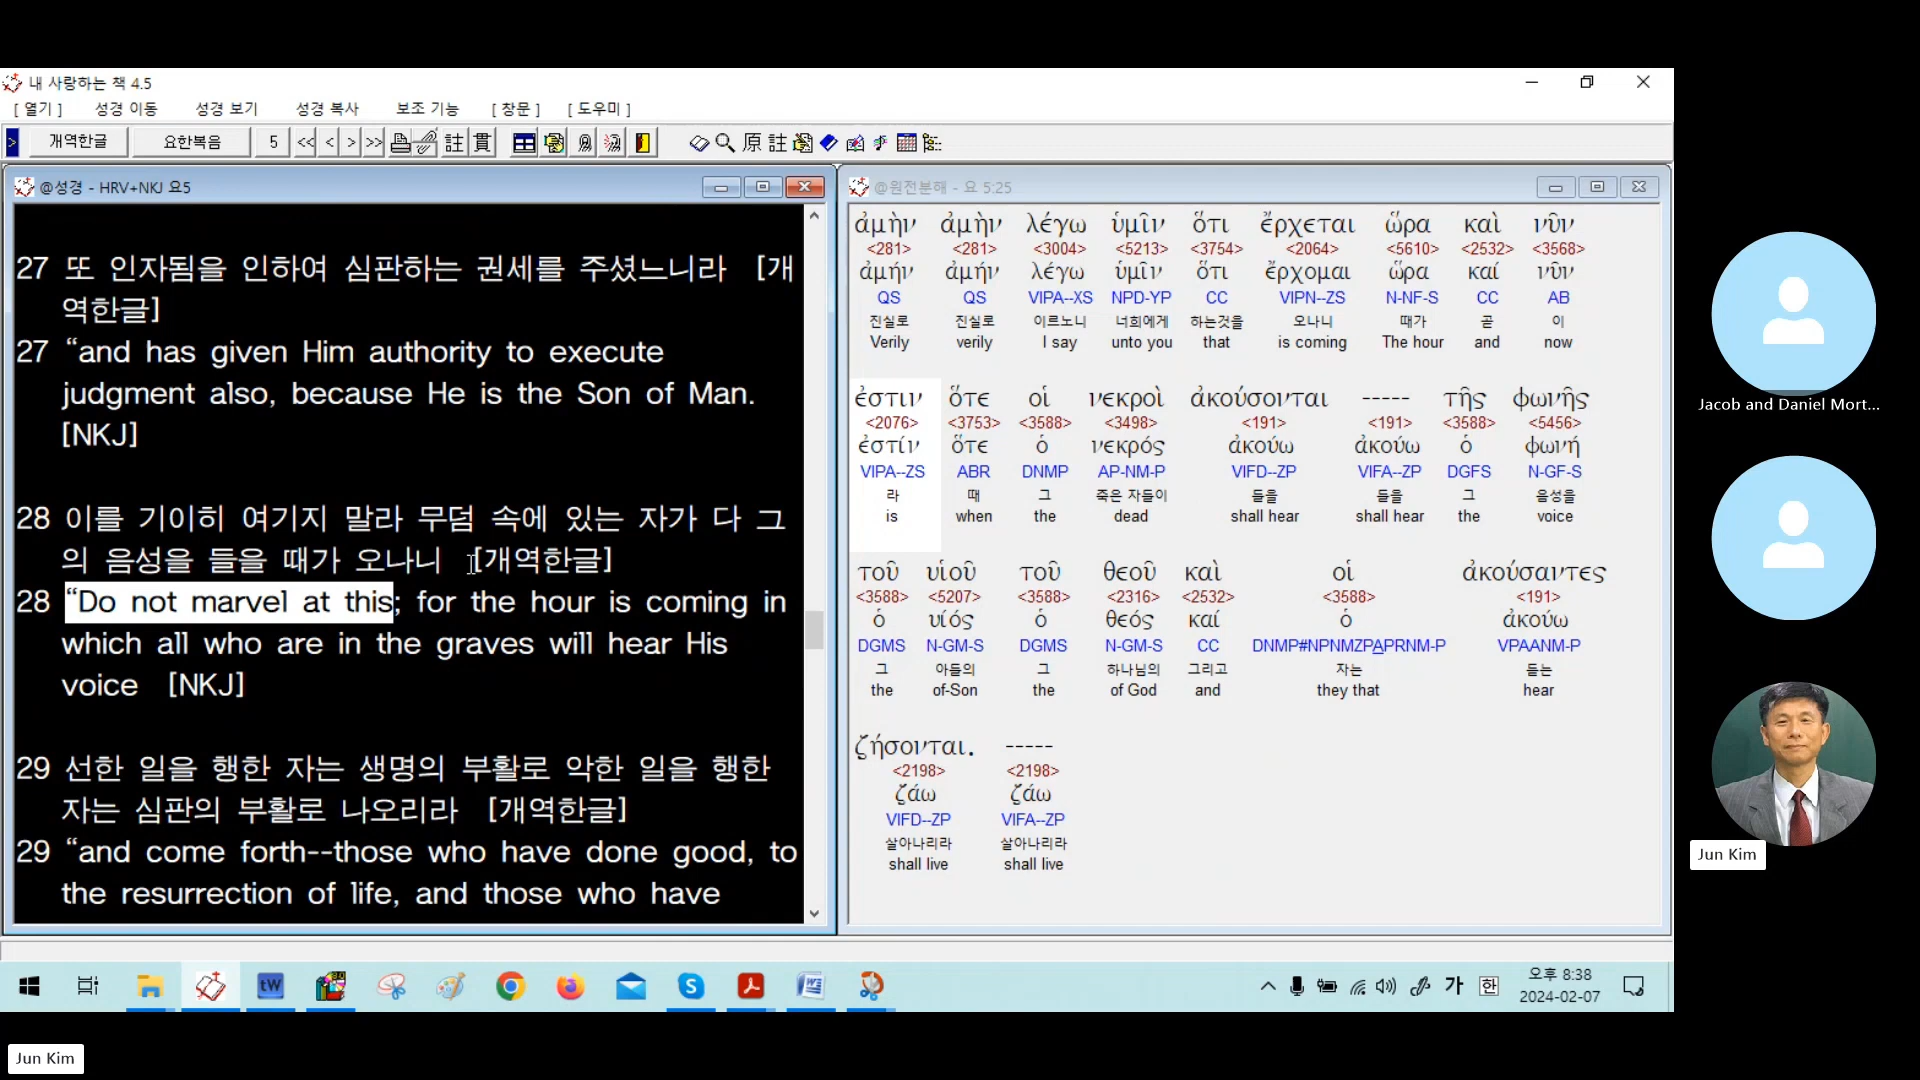 내 사랑하는 책 4.5
[ 열기 ] 성경 이동 성경 보기 성경 복사 보조 기능 [ 창문 ] [ 도우미 ]
개역한글 요한복음 5 << < > >> 註 貫 原 註
@성경 - HRV+NKJ 요5
27 또 인자됨을 인하여 심판하는 권세를 주셨느니라 [개
역한글]
27 “and has given Him authority to execute
judgment also, because He is the Son of Man.
[NKJ]
28 이를 기이히 여기지 말라 무덤 속에 있는 자가 다 그
의 음성을 들을 때가 오나니 [개역한글]
28 “Do not marvel at this; for the hour is coming in
which all who are in the graves will hear His
voice [NKJ]
29 선한 일을 행한 자는 생명의 부활로 악한 일을 행한
자는 심판의 부활로 나오리라 [개역한글]
29 “and come forth--those who have done good, to
the resurrection of life, and those who have
@원전분해 - 요 5:25
ἀμὴν ἀμὴν λέγω ὑμῖν ὅτι ἔρχεται ὥρα καὶ νῦν
<281> <281> <3004> <5213> <3754> <2064> <5610> <2532> <3568>
ἀμήν ἀμήν λέγω ὑμῖν ὅτι ἔρχομαι ὥρα καί νῦν
QS QS VIPA--XS NPD-YP CC VIPN--ZS N-NF-S CC AB
진실로 진실로 이르노니 너희에게 하는것을 오나니 때가 곧 이
Verily verily I say unto you that is coming The hour and now
ἐστιν ὅτε οἱ νεκροὶ ἀκούσονται ----- τῆς φωνῆς
<2076> <3753> <3588> <3498> <191> <191> <3588> <5456>
ἐστίν ὅτε ὁ νεκρός ἀκούω ἀκούω ὁ φωνή
VIPA--ZS ABR DNMP AP-NM-P VIFD--ZP VIFA--ZP DGFS N-GF-S
라 때 그 죽은 자들이 들을 들을 그 음성을
is when the dead shall hear shall hear the voice
τοῦ υἱοῦ τοῦ θεοῦ καὶ οἱ ἀκούσαντες
<3588> <5207> <3588> <2316> <2532> <3588> <191>
ὁ υἱός ὁ θεός καί ὁ ἀκούω
DGMS N-GM-S DGMS N-GM-S CC DNMP#NPNMZPAPRNM-P VPAANM-P
그 아들의 그 하나님의 그리고 자는 듣는
the of-Son the of God and they that hear
ζήσονται. -----
<2198> <2198>
ζάω ζάω
VIFD--ZP VIFA--ZP
살아나리라 살아나리라
shall live shall live
Jacob and Daniel Mort...
Jun Kim
가 한 오후 8:38
2024-02-07
Jun Kim